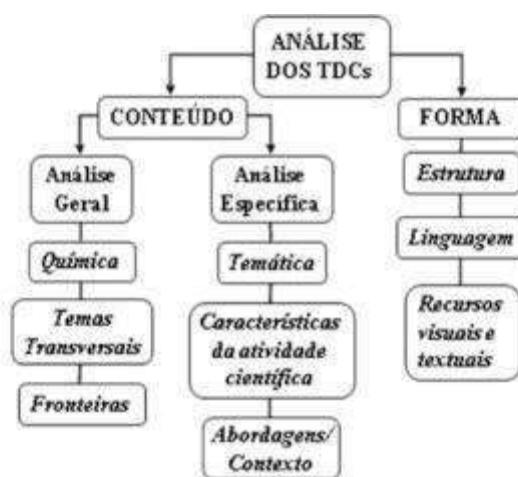 ANÁLISE
DOS TDCs
CONTEÚDO
FORMA
Análise
Geral
Análise
Específica
Estrutura
Química
Temática
Linguagem
Temas
Transversais
Características
da atividade
científica
Recursos
visuais e
textuais
Fronteiras
Abordagens/
Contexto